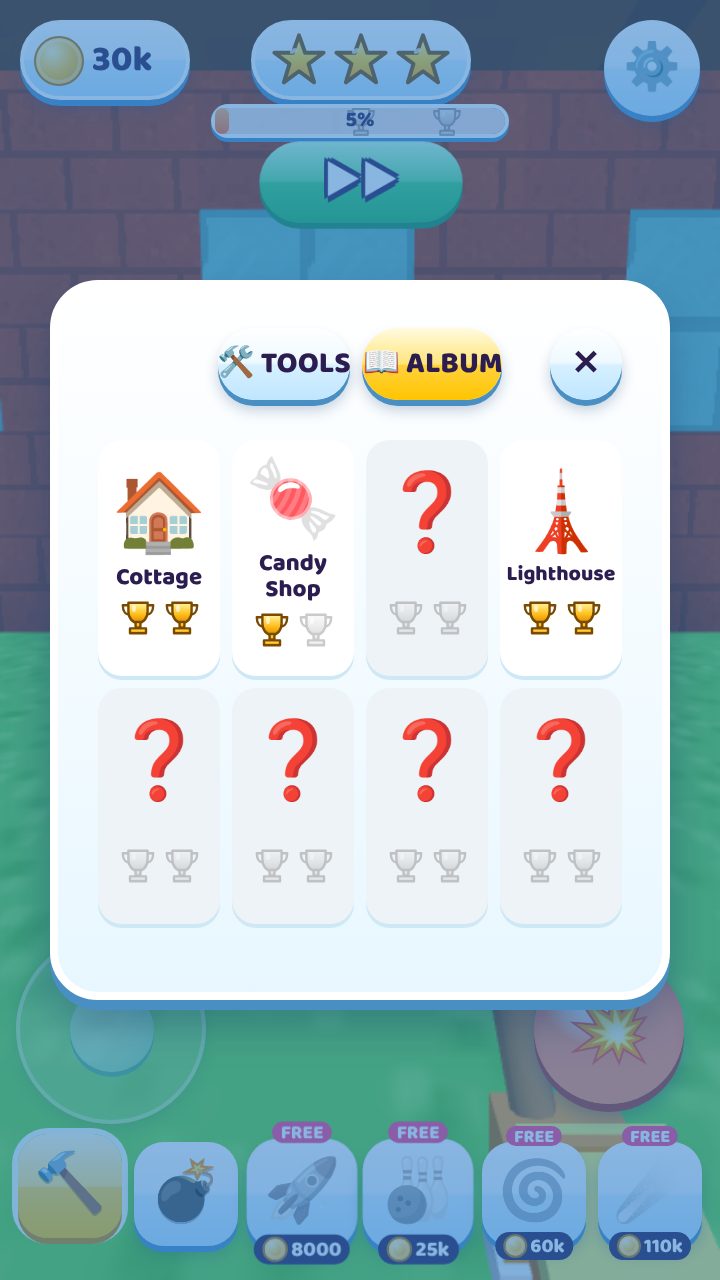 30k
5%
TOOLS
ALBUM
Cottage
Candy
Shop
Lighthouse
FREE
FREE
FREE
FREE
8000
25k
60k
110k